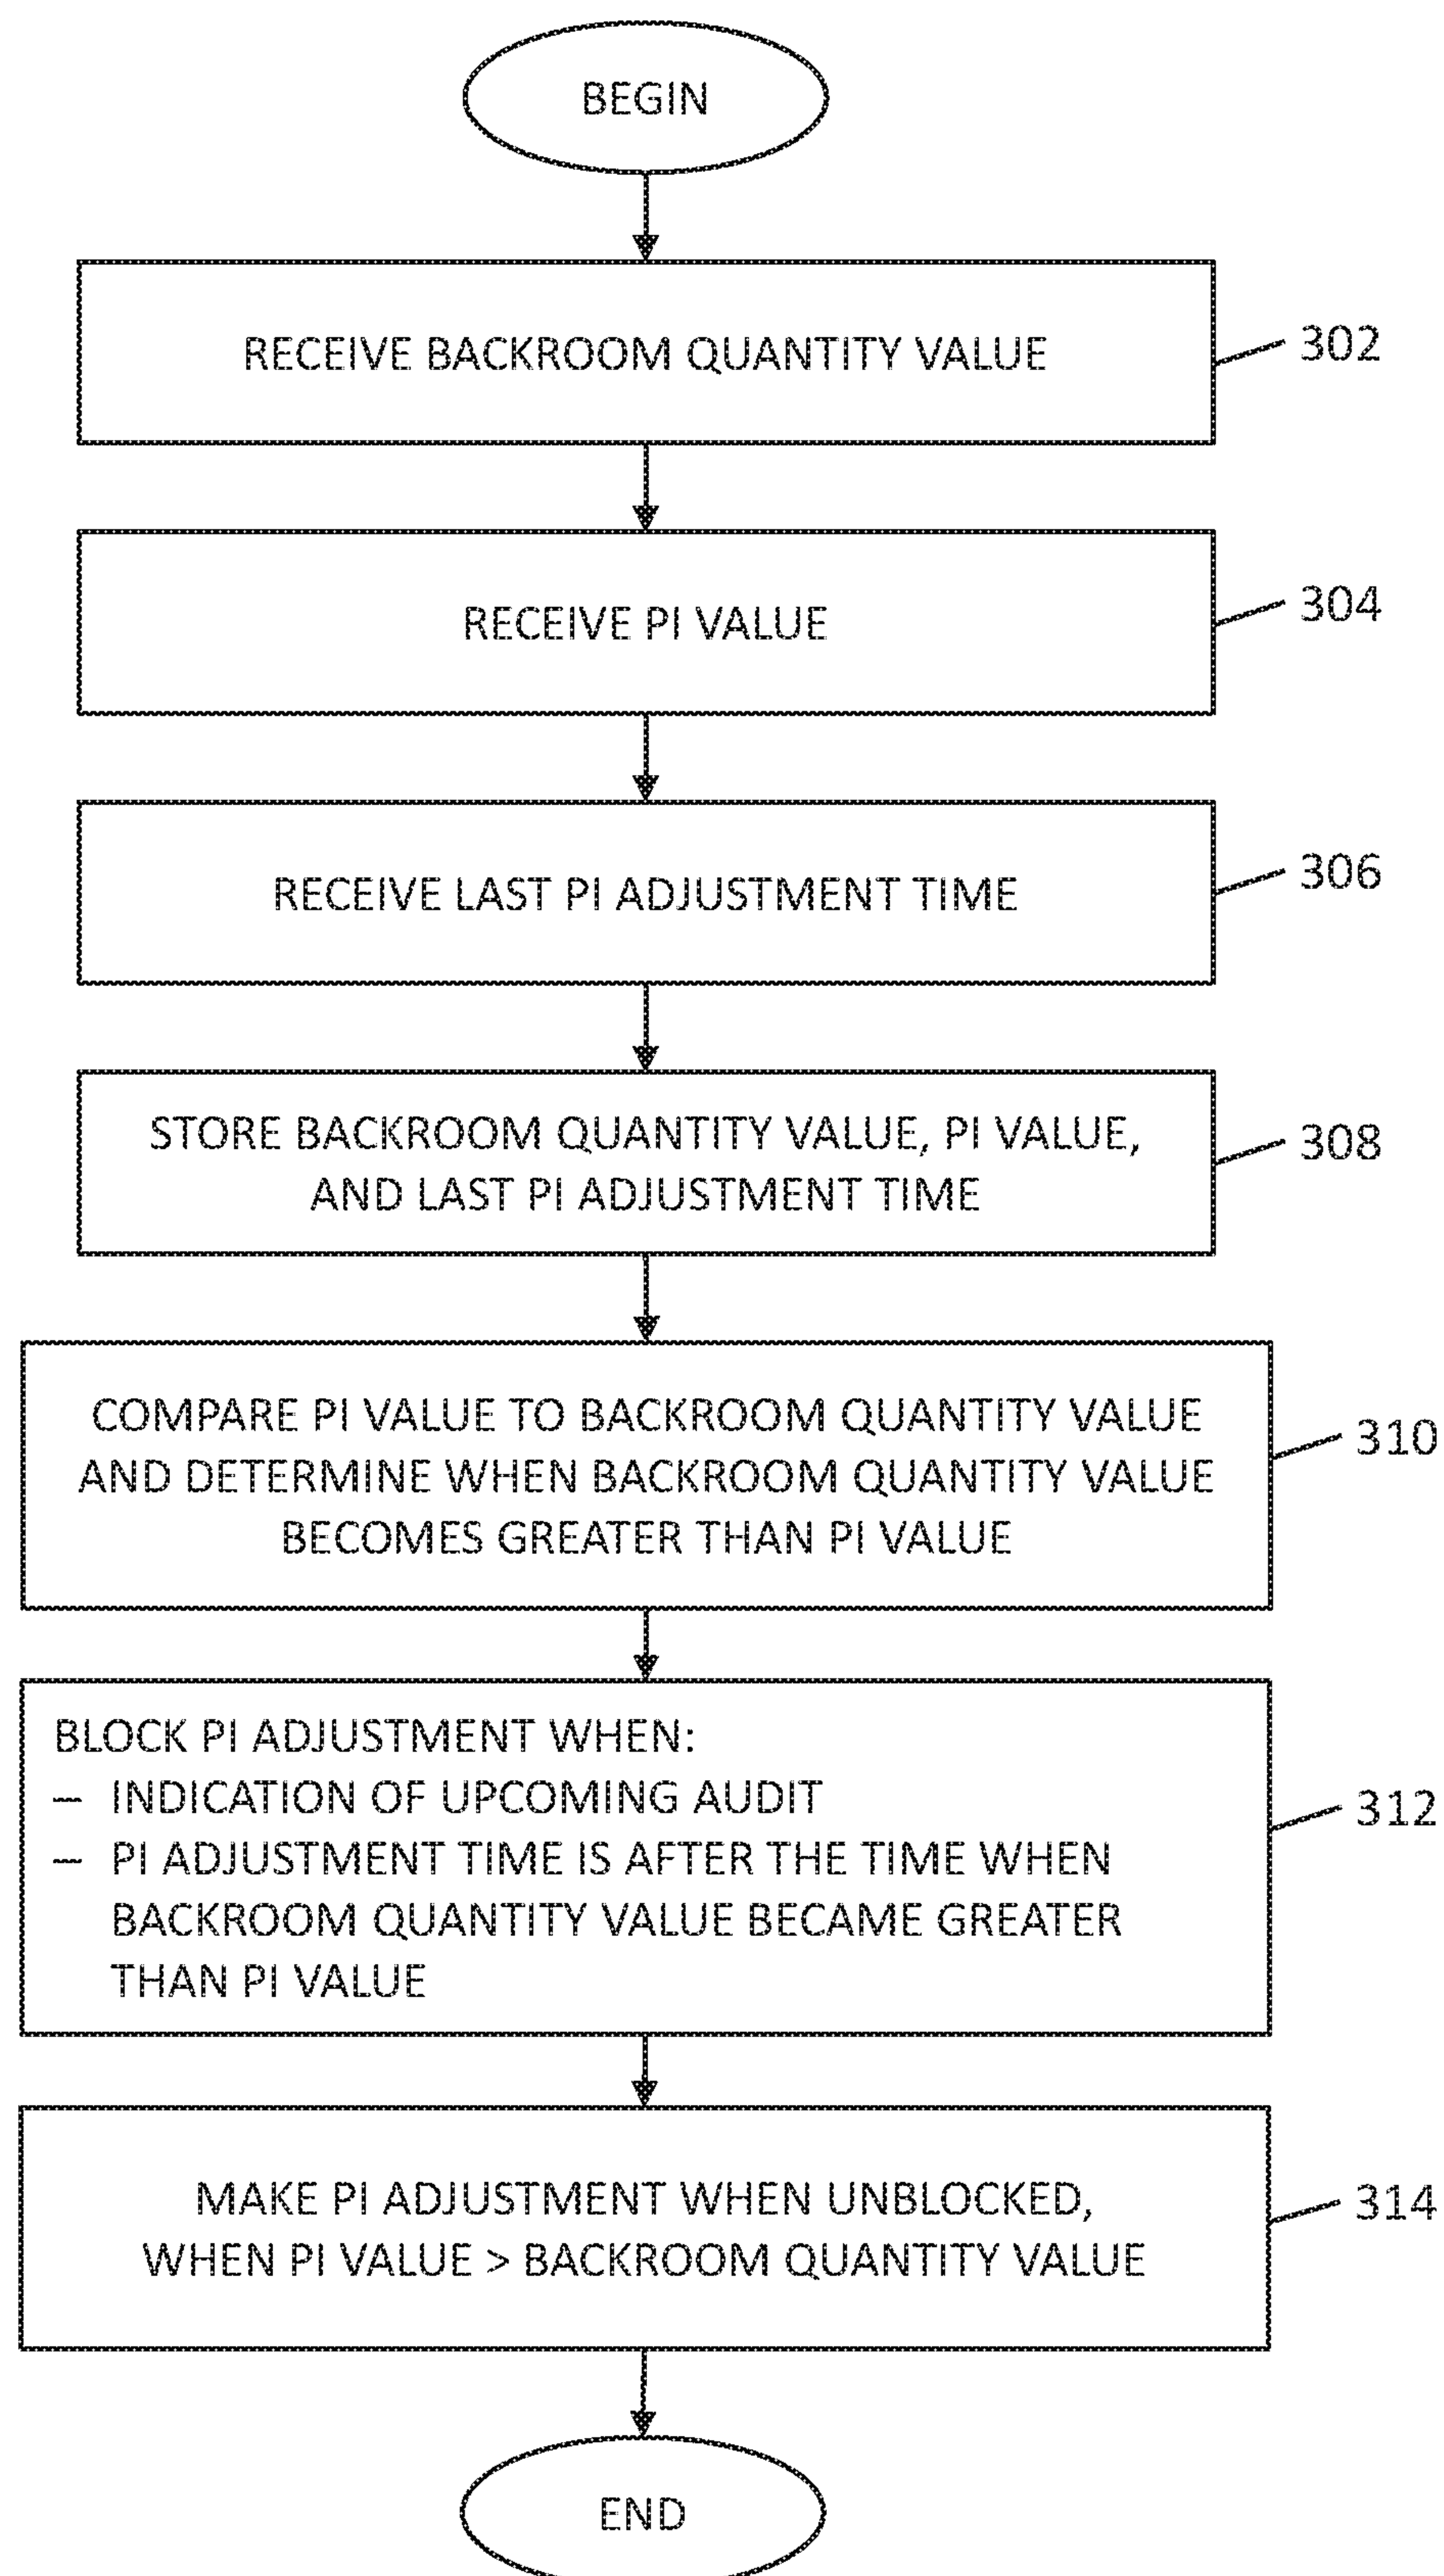 BEGIN
RECEIVE BACKROOM QUANTITY VALUE
302
RECEIVE PI VALUE
304
RECEIVE LAST PI ADJUSTMENT TIME
306
STORE BACKROOM QUANTITY VALUE, PI VALUE,
AND LAST PI ADJUSTMENT TIME
308
COMPARE PI VALUE TO BACKROOM QUANTITY VALUE
AND DETERMINE WHEN BACKROOM QUANTITY VALUE
BECOMES GREATER THAN PI VALUE
310
BLOCK PI ADJUSTMENT WHEN:
– INDICATION OF UPCOMING AUDIT
– PI ADJUSTMENT TIME IS AFTER THE TIME WHEN
BACKROOM QUANTITY VALUE BECAME GREATER
THAN PI VALUE
312
MAKE PI ADJUSTMENT WHEN UNBLOCKED,
WHEN PI VALUE > BACKROOM QUANTITY VALUE
314
END